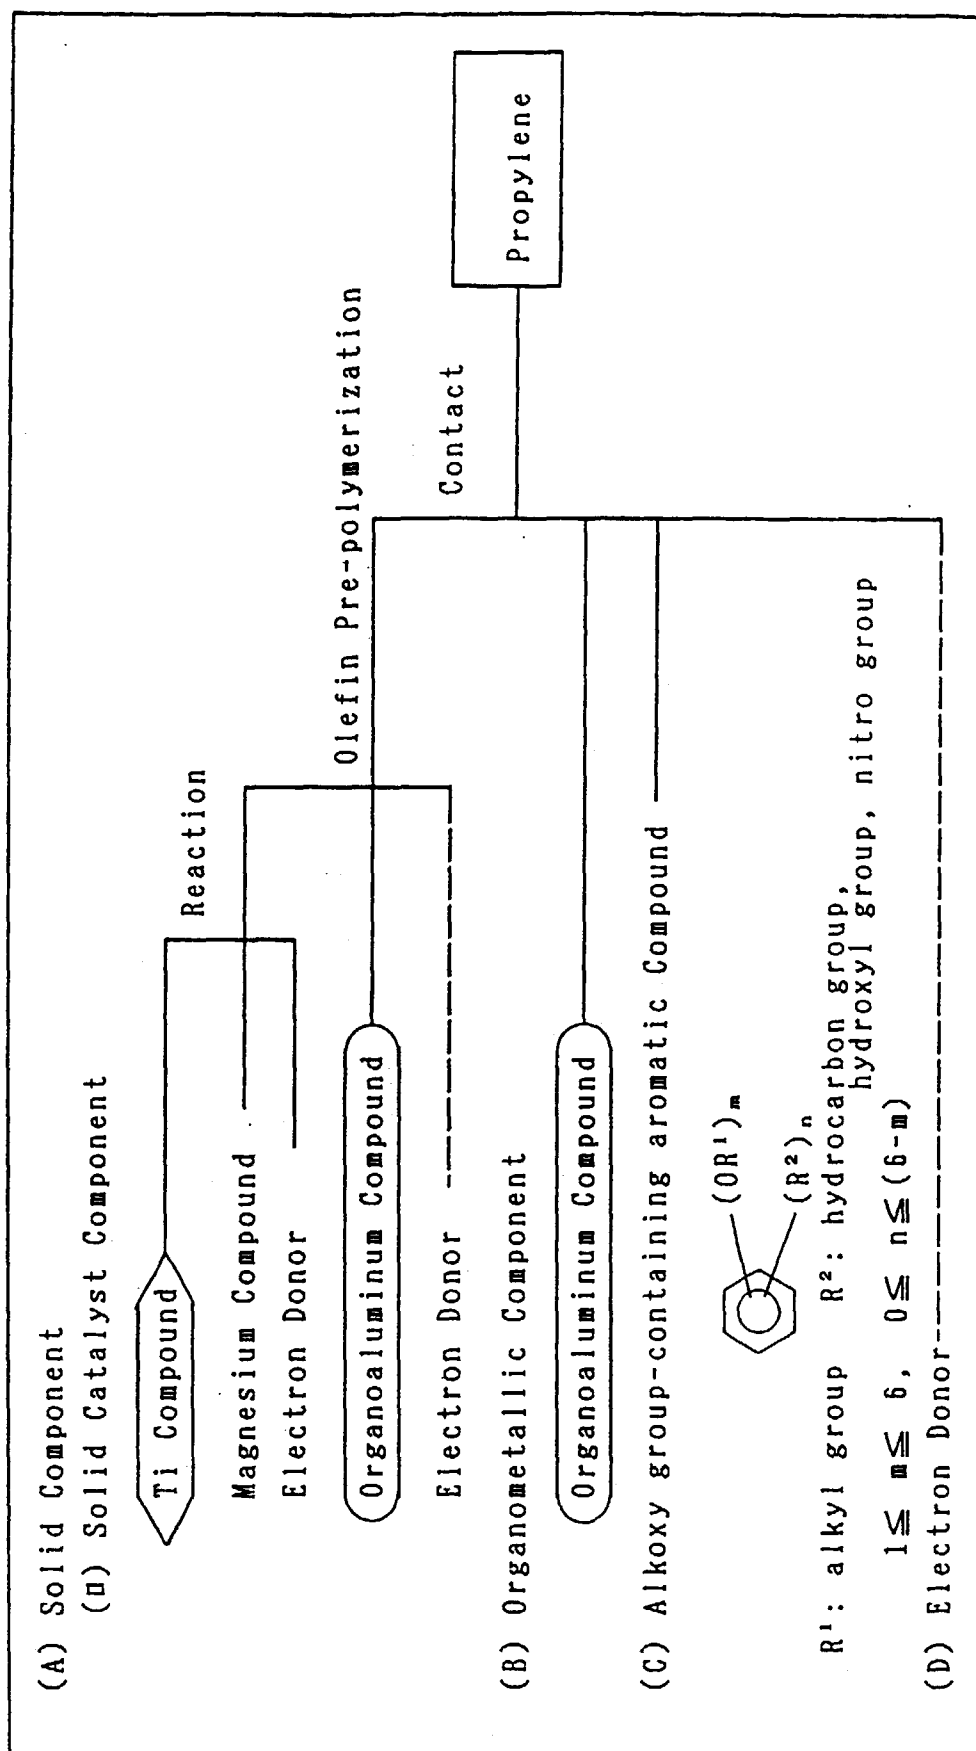 (A) Solid Component
(ロ) Solid Catalyst Component
Ti Compound
Reaction
Magnesium Compound
Electron Donor
Olefin Pre-polymerization
Organoaluminum Compound
Electron Donor
Contact
Propylene
(B) Organometallic Component
Organoaluminum Compound
(C) Alkoxy group-containing aromatic Compound
(OR¹)m
(R²)n
R¹: alkyl group R²: hydrocarbon group,
hydroxyl group, nitro group
1≦ m≦ 6, 0≦ n≦(6-m)
(D) Electron Donor